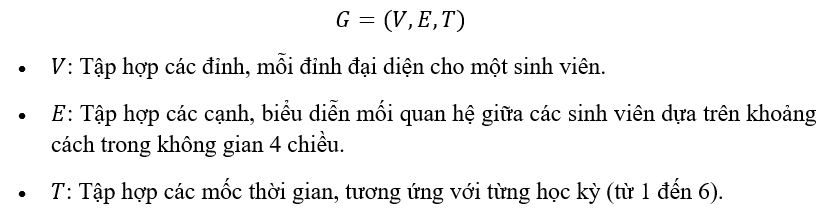 G = (V, E, T)
• V: Tập hợp các đỉnh, mỗi đỉnh đại diện cho một sinh viên.
• E: Tập hợp các cạnh, biểu diễn mối quan hệ giữa các sinh viên dựa trên khoảng
cách trong không gian 4 chiều.
• T: Tập hợp các mốc thời gian, tương ứng với từng học kỳ (từ 1 đến 6).